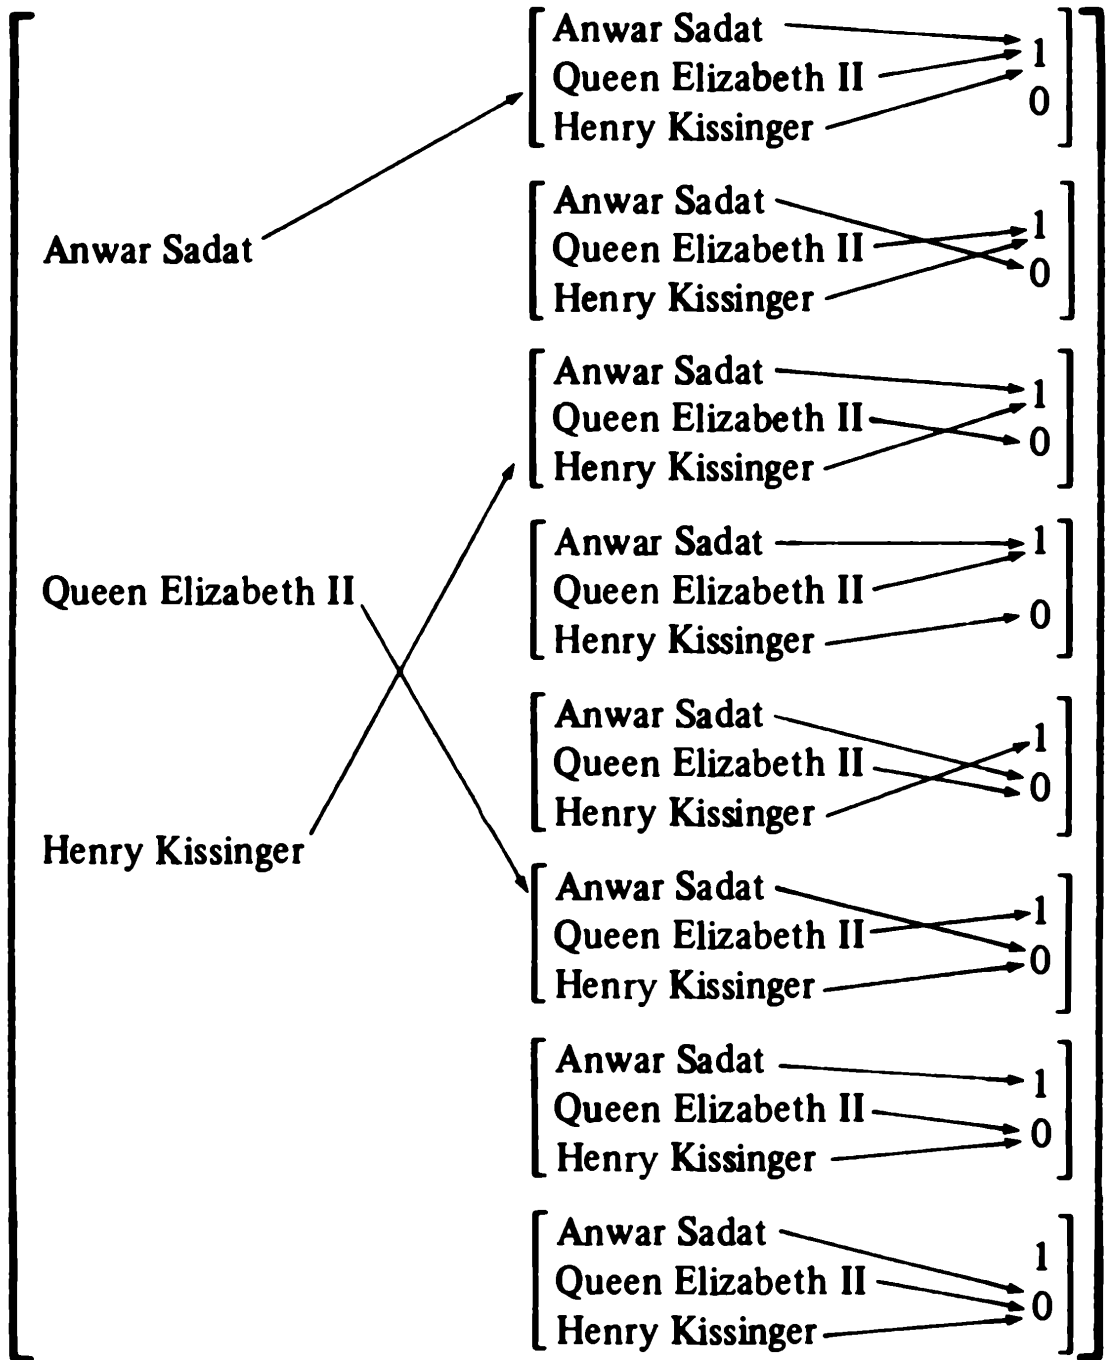 Anwar Sadat
Queen Elizabeth II
Henry Kissinger
Anwar Sadat
Queen Elizabeth II
Henry Kissinger
1
0
Anwar Sadat
Queen Elizabeth II
Henry Kissinger
1
0
Anwar Sadat
Queen Elizabeth II
Henry Kissinger
1
0
Anwar Sadat
Queen Elizabeth II
Henry Kissinger
1
0
Anwar Sadat
Queen Elizabeth II
Henry Kissinger
1
0
Anwar Sadat
Queen Elizabeth II
Henry Kissinger
1
0
Anwar Sadat
Queen Elizabeth II
Henry Kissinger
1
0
Anwar Sadat
Queen Elizabeth II
Henry Kissinger
1
0